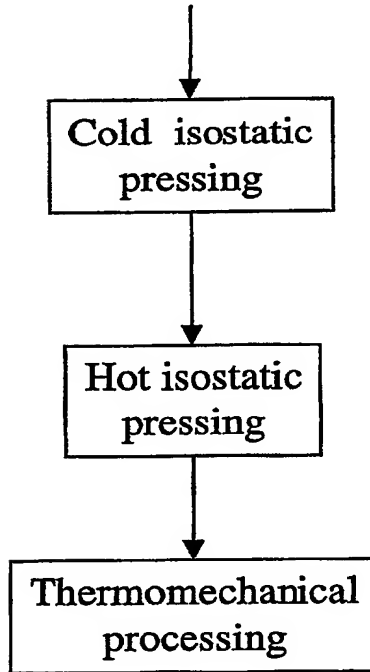 Cold isostatic
pressing
Hot isostatic
pressing
Thermomechanical
processing